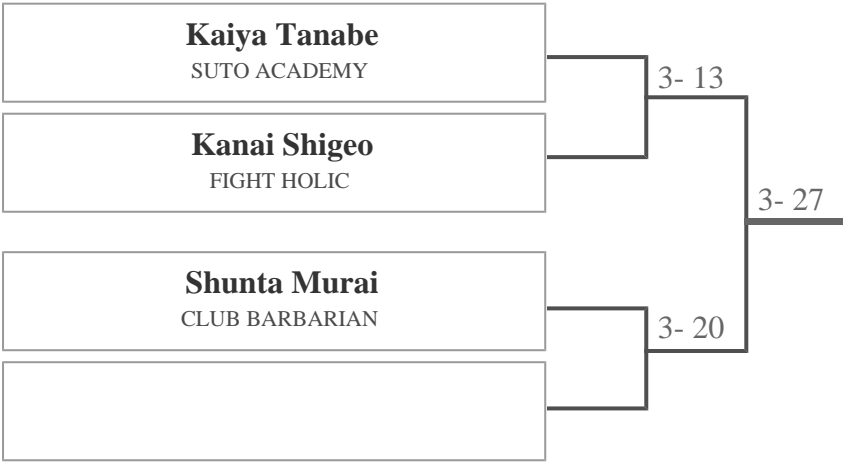 Kaiya Tanabe
SUTO ACADEMY
3- 13
Kanai Shigeo
FIGHT HOLIC
3- 27
Shunta Murai
CLUB BARBARIAN
3- 20